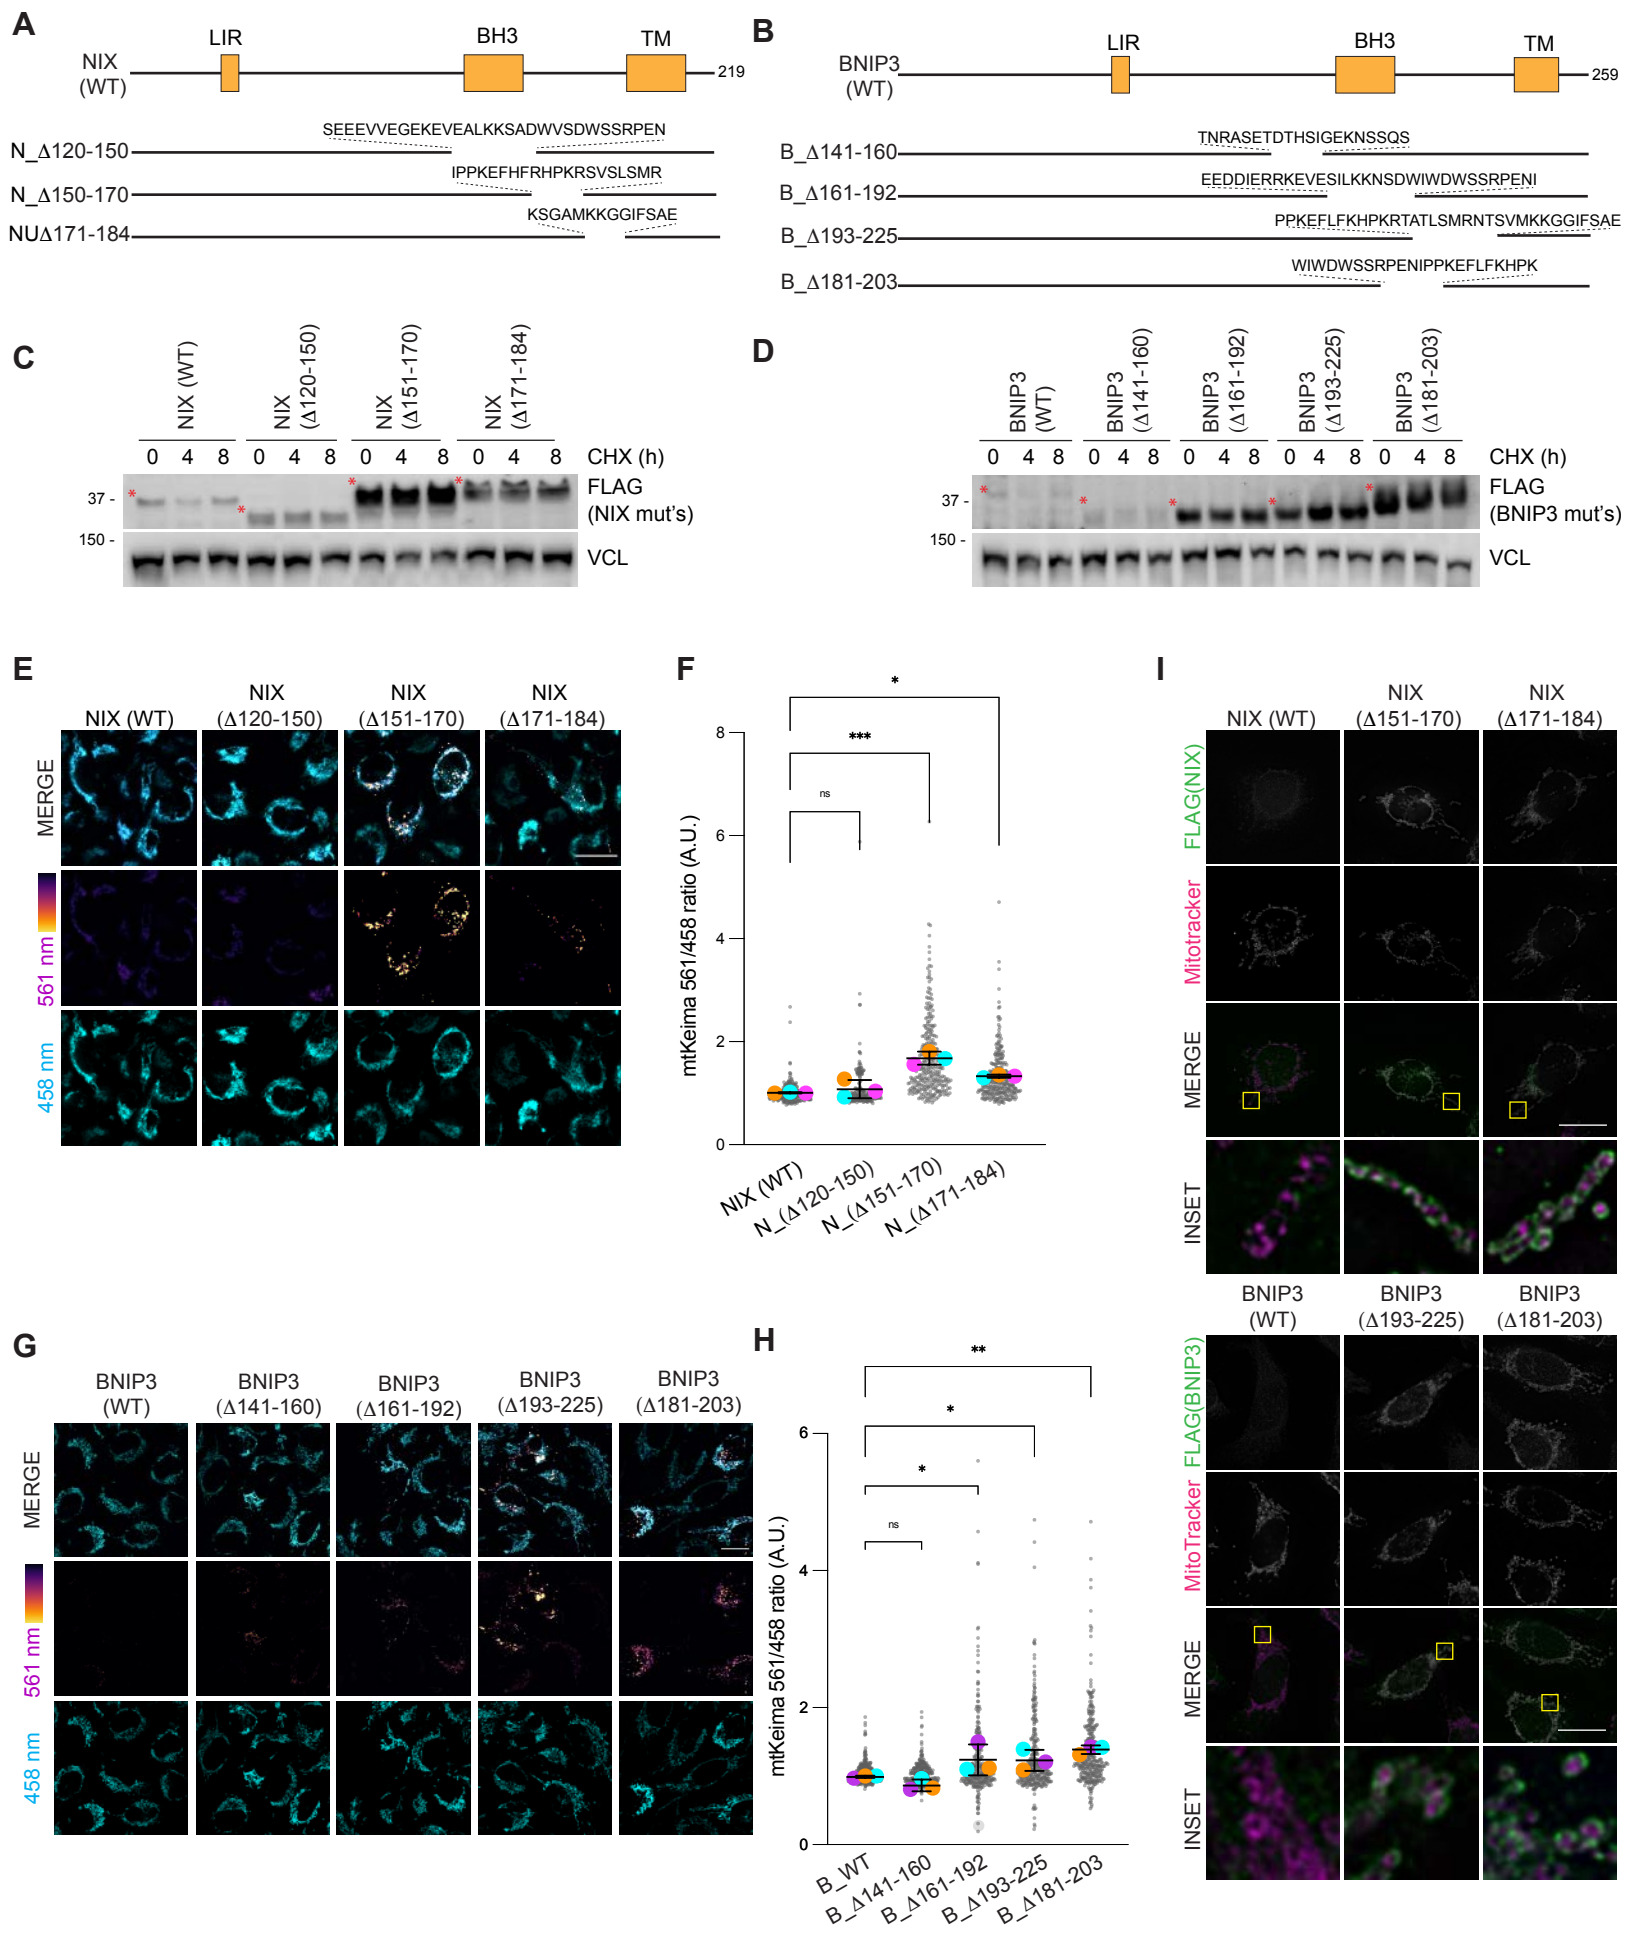 A
NIX
(WT)
LIR
BH3
TM
219
N_Δ120-150
SEEEVVEGEKEVEALKKSADWVSDWSSRPEN
N_Δ150-170
IPPKEFHFRHPKRSVSLSMR
NUΔ171-184
KSGAMKKGGIFSAE
B
BNIP3
(WT)
LIR
BH3
TM
259
B_Δ141-160
TNRASETDTHSIGEKNSSQS
B_Δ161-192
EEDDIERRKEVESILKKNSDWIWDWSSRPENI
B_Δ193-225
PPKEFLFKHPKRTATLSMRNTSVMKKGGIFSAE
B_Δ181-203
WIWDWSSRPENIPPKEFLFKHPK
C
NIX (WT)
NIX
(Δ120-150)
NIX
(Δ151-170)
NIX
(Δ171-184)
0 4 8 0 4 8 0 4 8 0 4 8 CHX (h)
37 -
* * * *
FLAG
(NIX mut's)
150 -
VCL
D
BNIP3
(WT)
BNIP3
(Δ141-160)
BNIP3
(Δ161-192)
BNIP3
(Δ193-225)
BNIP3
(Δ181-203)
0 4 8 0 4 8 0 4 8 0 4 8 0 4 8 CHX (h)
37 -
* * * * *
FLAG
(BNIP3 mut's)
150 -
VCL
E
NIX (WT)
NIX
(Δ120-150)
NIX
(Δ151-170)
NIX
(Δ171-184)
MERGE
561 nm
458 nm
F
mtKeima 561/458 ratio (A.U.)
8
6
4
2
0
*
***
ns
NIX (WT)
N_(Δ120-150)
N_(Δ151-170)
N_(Δ171-184)
G
BNIP3
(WT)
BNIP3
(Δ141-160)
BNIP3
(Δ161-192)
BNIP3
(Δ193-225)
BNIP3
(Δ181-203)
MERGE
561 nm
458 nm
H
mtKeima 561/458 ratio (A.U.)
6
4
2
0
**
*
*
ns
B_WT
B_Δ141-160
B_Δ161-192
B_Δ193-225
B_Δ181-203
I
NIX (WT)
NIX
(Δ151-170)
NIX
(Δ171-184)
FLAG(NIX)
Mitotracker
MERGE
INSET
BNIP3
(WT)
BNIP3
(Δ193-225)
BNIP3
(Δ181-203)
FLAG(BNIP3)
MitoTracker
MERGE
INSET